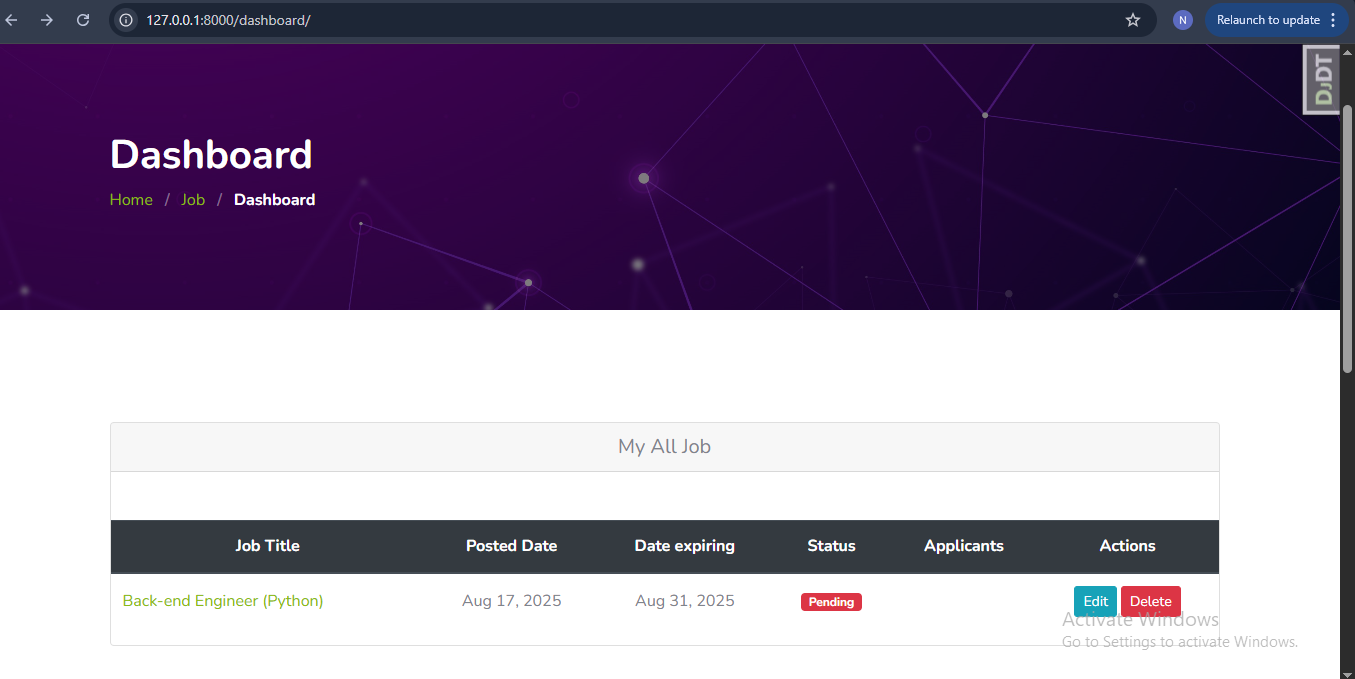 127.0.0.1:8000/dashboard/
N
Relaunch to update
DJDT
Dashboard
Home / Job / Dashboard
My All Job
Job Title Posted Date Date expiring Status Applicants Actions
Back-end Engineer (Python) Aug 17, 2025 Aug 31, 2025 Pending Edit Delete
Activate Windows
Go to Settings to activate Windows.